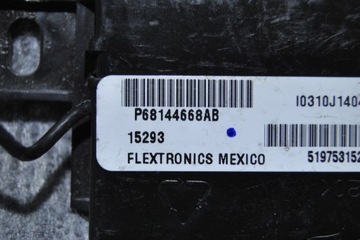 P68144668AB
I0310J1404
15293
FLEXTRONICS MEXICO
519753152